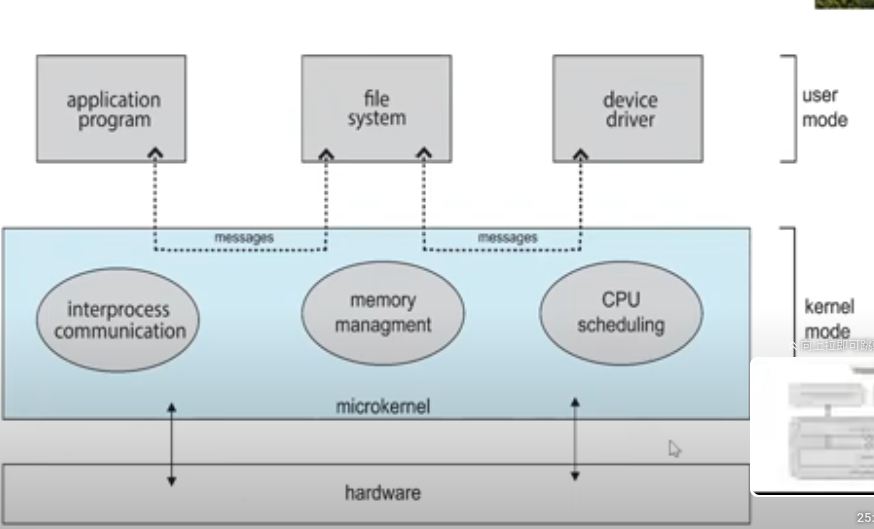 application
program
file
system
device
driver
user
mode
messages
messages
interprocess
communication
memory
managment
CPU
scheduling
kernel
mode
microkernel
hardware
25: